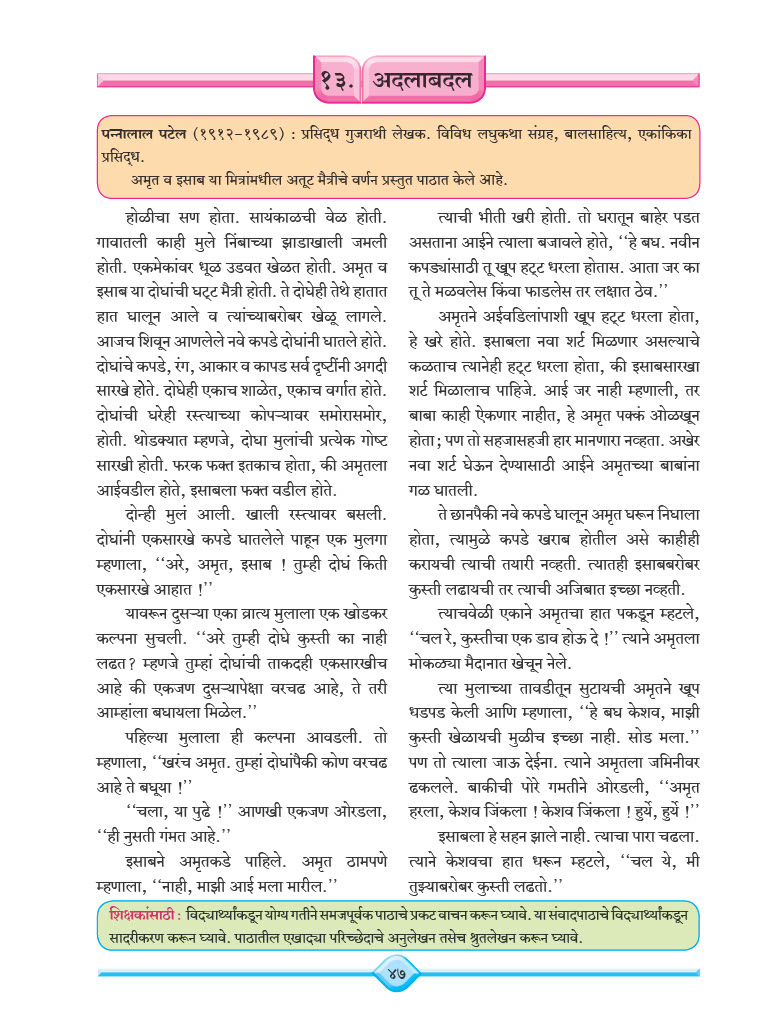 १३. अदलाबदल
पन्नालाल पटेल (१९१२-१९८९) : प्रसिद्ध गुजराथी लेखक. विविध लघुकथा संग्रह, बालसाहित्य, एकांकिका
प्रसिद्ध.
अमृत व इसाब या मित्रांमधील अतूट मैत्रीचे वर्णन प्रस्तुत पाठात केले आहे.
होळीचा सण होता. सायंकाळची वेळ होती.
गावातली काही मुले निंबाच्या झाडाखाली जमली
होती. एकमेकांवर धूळ उडवत खेळत होती. अमृत व
इसाब या दोघांची घट्ट मैत्री होती. ते दोघेही तेथे हातात
हात घालून आले व त्यांच्याबरोबर खेळू लागले.
आजच शिवून आणलेले नवे कपडे दोघांनी घातले होते.
दोघांचे कपडे, रंग, आकार व कापड सर्व दृष्टींनी अगदी
सारखे होते. दोघेही एकाच शाळेत, एकाच वर्गात होते.
दोघांची घरेही रस्त्याच्या कोपऱ्यावर समोरासमोर,
होती. थोडक्यात म्हणजे, दोघा मुलांची प्रत्येक गोष्ट
सारखी होती. फरक फक्त इतकाच होता, की अमृतला
आईवडील होते, इसाबला फक्त वडील होते.
दोन्ही मुलं आली. खाली रस्त्यावर बसली.
दोघांनी एकसारखे कपडे घातलेले पाहून एक मुलगा
म्हणाला, ‘‘अरे, अमृत, इसाब ! तुम्ही दोघं किती
एकसारखे आहात !’’
यावरून दुसऱ्या एका व्रात्य मुलाला एक खोडकर
कल्पना सुचली. ‘‘अरे तुम्ही दोघे कुस्ती का नाही
लढत? म्हणजे तुम्हां दोघांची ताकदही एकसारखीच
आहे की एकजण दुसऱ्यापेक्षा वरचढ आहे, ते तरी
आम्हांला बघायला मिळेल.’’
पहिल्या मुलाला ही कल्पना आवडली. तो
म्हणाला, ‘‘खरंच अमृत. तुम्हां दोघांपैकी कोण वरचढ
आहे ते बघूया !’’
‘‘चला, या पुढे !’’ आणखी एकजण ओरडला,
‘‘ही नुसती गंमत आहे.’’
इसाबने अमृतकडे पाहिले. अमृत ठामपणे
म्हणाला, ‘‘नाही, माझी आई मला मारील.’’
त्याची भीती खरी होती. तो घरातून बाहेर पडत
असताना आईने त्याला बजावले होते, ‘‘हे बघ. नवीन
कपड्यांसाठी तू खूप हट्ट धरला होतास. आता जर का
तू ते मळवलेस किंवा फाडलेस तर लक्षात ठेव.’’
अमृतने अईवडिलांपाशी खूप हट्ट धरला होता,
हे खरे होते. इसाबला नवा शर्ट मिळणार असल्याचे
कळताच त्यानेही हट्ट धरला होता, की इसाबसारखा
शर्ट मिळालाच पाहिजे. आई जर नाही म्हणाली, तर
बाबा काही ऐकणार नाहीत, हे अमृत पक्कं ओळखून
होता; पण तो सहजासहजी हार मानणारा नव्हता. अखेर
नवा शर्ट घेऊन देण्यासाठी आईने अमृतच्या बाबांना
गळ घातली.
ते छानपैकी नवे कपडे घालून अमृत घरून निघाला
होता, त्यामुळे कपडे खराब होतील असे काहीही
करायची त्याची तयारी नव्हती. त्यातही इसाबबरोबर
कुस्ती लढायची तर त्याची अजिबात इच्छा नव्हती.
त्याचवेळी एकाने अमृतचा हात पकडून म्हटले,
‘‘चल रे, कुस्तीचा एक डाव होऊ दे !’’ त्याने अमृतला
मोकळ्या मैदानात खेचून नेले.
त्या मुलाच्या तावडीतून सुटायची अमृतने खूप
धडपड केली आणि म्हणाला, ‘‘हे बघ केशव, माझी
कुस्ती खेळायची मुळीच इच्छा नाही. सोड मला.’’
पण तो त्याला जाऊ देईना. त्याने अमृतला जमिनीवर
ढकलले. बाकीची पोरे गमतीने ओरडली, ‘‘अमृत
हरला, केशव जिंकला ! केशव जिंकला ! हुर्ये, हुर्ये !’’
इसाबला हे सहन झाले नाही. त्याचा पारा चढला.
त्याने केशवचा हात धरून म्हटले, ‘‘चल ये, मी
तुझ्याबरोबर कुस्ती लढतो.’’
शिक्षकांसाठी : विद्यार्थ्यांकडून योग्य गतीने समजपूर्वक पाठाचे प्रकट वाचन करून घ्यावे. या संवादपाठाचे विद्यार्थ्यांकडून
सादरीकरण करून घ्यावे. पाठातील एखाद्या परिच्छेदाचे अनुलेखन तसेच श्रुतलेखन करून घ्यावे.
४७